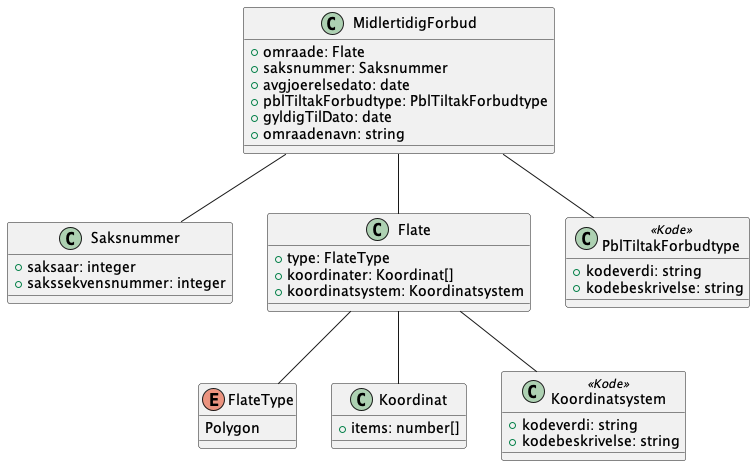 C MidlertidigForbud
omraade: Flate
saksnummer: Saksnummer
avgjoerelsedato: date
pblTiltakForbudtype: PblTiltakForbudtype
gyldigTilDato: date
omraadenavn: string
C Saksnummer
saksaar: integer
sakssekvensnummer: integer
C Flate
type: FlateType
koordinater: Koordinat[]
koordinatsystem: Koordinatsystem
«Kode»
C PblTiltakForbudtype
kodeverdi: string
kodebeskrivelse: string
E FlateType
Polygon
C Koordinat
items: number[]
«Kode»
C Koordinatsystem
kodeverdi: string
kodebeskrivelse: string